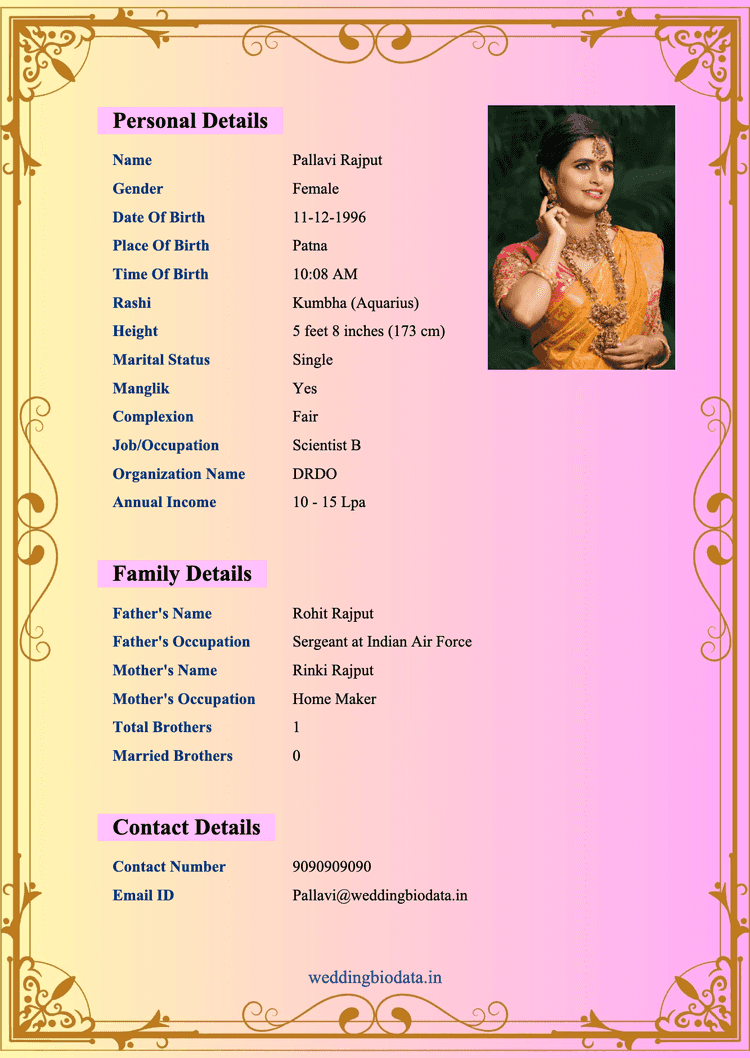 Personal Details
Name Pallavi Rajput
Gender Female
Date Of Birth 11-12-1996
Place Of Birth Patna
Time Of Birth 10:08 AM
Rashi Kumbha (Aquarius)
Height 5 feet 8 inches (173 cm)
Marital Status Single
Manglik Yes
Complexion Fair
Job/Occupation Scientist B
Organization Name DRDO
Annual Income 10 - 15 Lpa
Family Details
Father's Name Rohit Rajput
Father's Occupation Sergeant at Indian Air Force
Mother's Name Rinki Rajput
Mother's Occupation Home Maker
Total Brothers 1
Married Brothers 0
Contact Details
Contact Number 9090909090
Email ID Pallavi@weddingbiodata.in
weddingbiodata.in